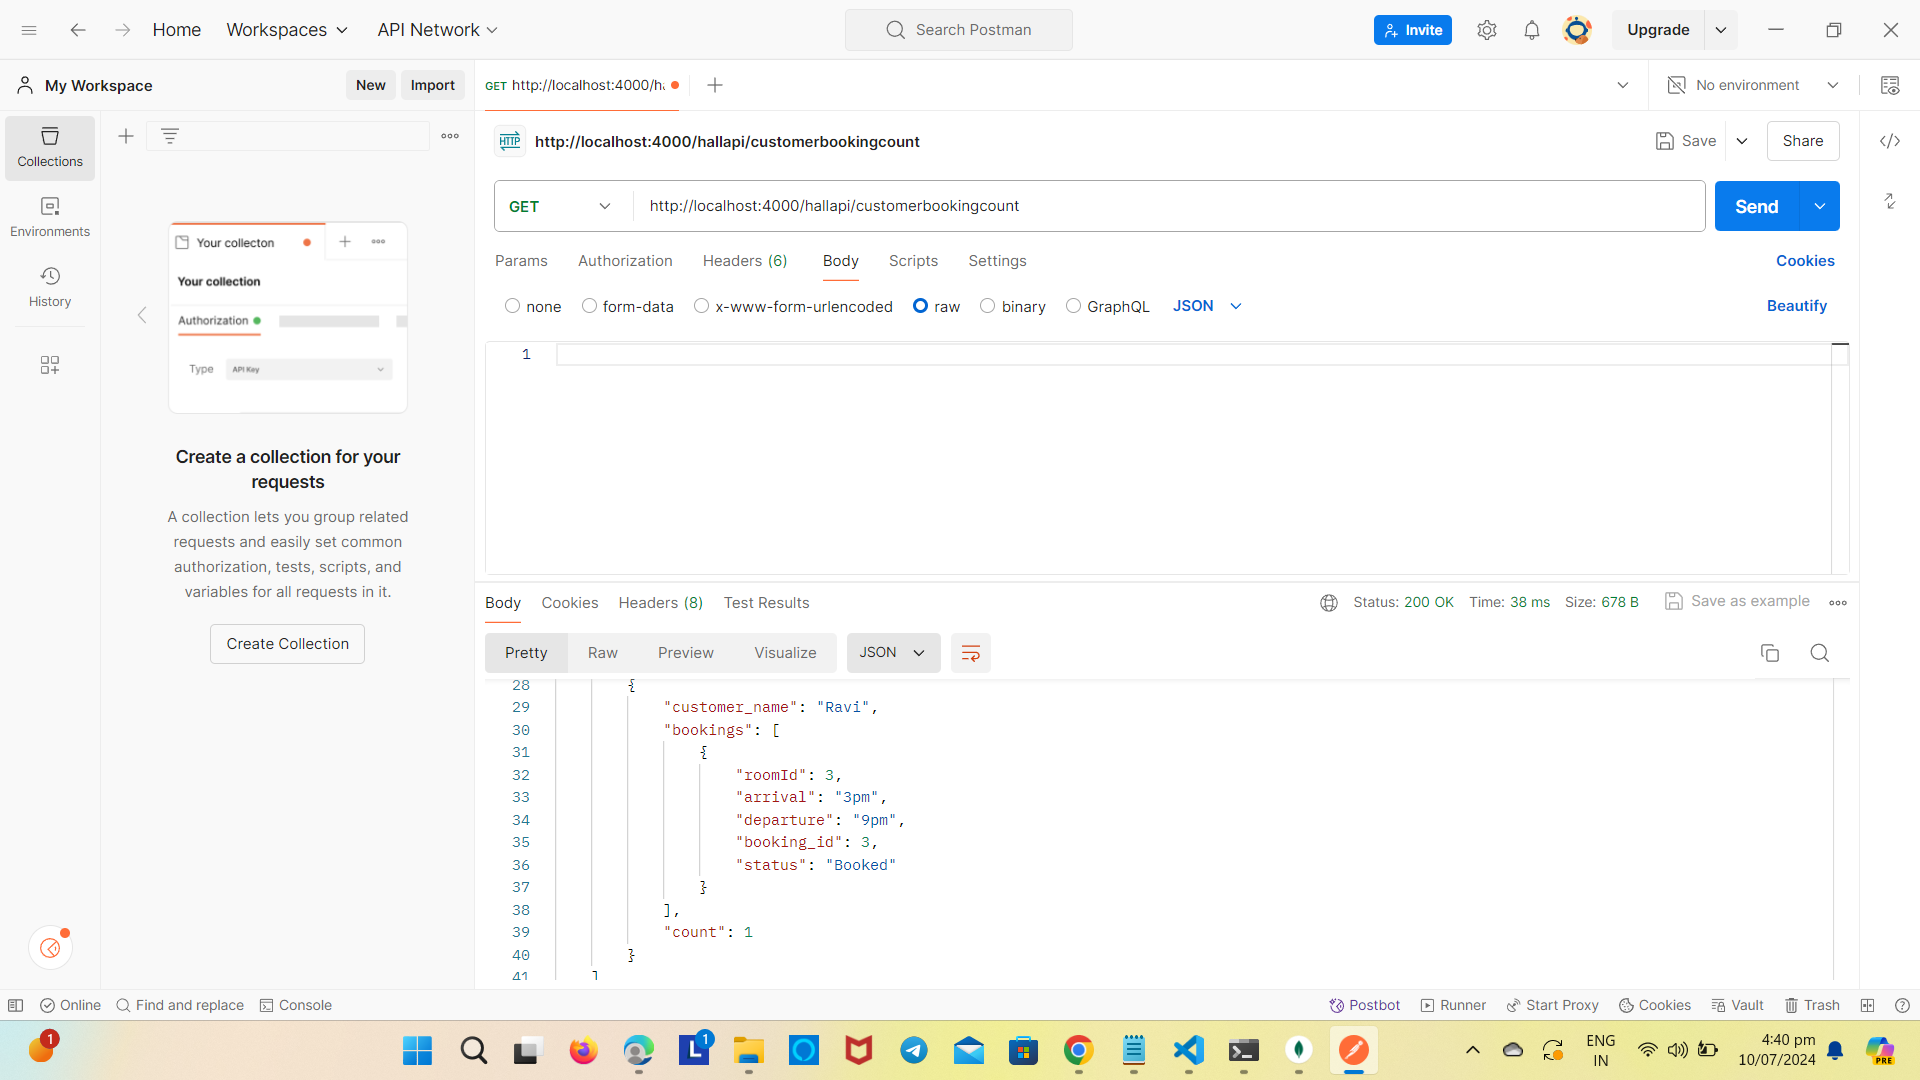 Home
Workspaces
API Network
Search Postman
Invite
Upgrade
My Workspace
New
Import
GET http://localhost:4000/h
No environment
Collections
Environments
History
Your collecton
Your collection
Authorization
Type
API Key
Create a collection for your
requests
A collection lets you group related
requests and easily set common
authorization, tests, scripts, and
variables for all requests in it.
Create Collection
HTTP
http://localhost:4000/hallapi/customerbookingcount
Save
Share
GET
http://localhost:4000/hallapi/customerbookingcount
Send
Params
Authorization
Headers (6)
Body
Scripts
Settings
Cookies
none
form-data
x-www-form-urlencoded
raw
binary
GraphQL
JSON
Beautify
1
Body
Cookies
Headers (8)
Test Results
Status: 200 OK
Time: 38 ms
Size: 678 B
Save as example
Pretty
Raw
Preview
Visualize
JSON
28 {
29 "customer_name": "Ravi",
30 "bookings": [
31 {
32 "roomId": 3,
33 "arrival": "3pm",
34 "departure": "9pm",
35 "booking_id": 3,
36 "status": "Booked"
37 }
38 ],
39 "count": 1
40 }
41 ]
Online
Find and replace
Console
Postbot
Runner
Start Proxy
Cookies
Vault
Trash
1
L
1
ENG
IN
4:40 pm
10/07/2024
PRE